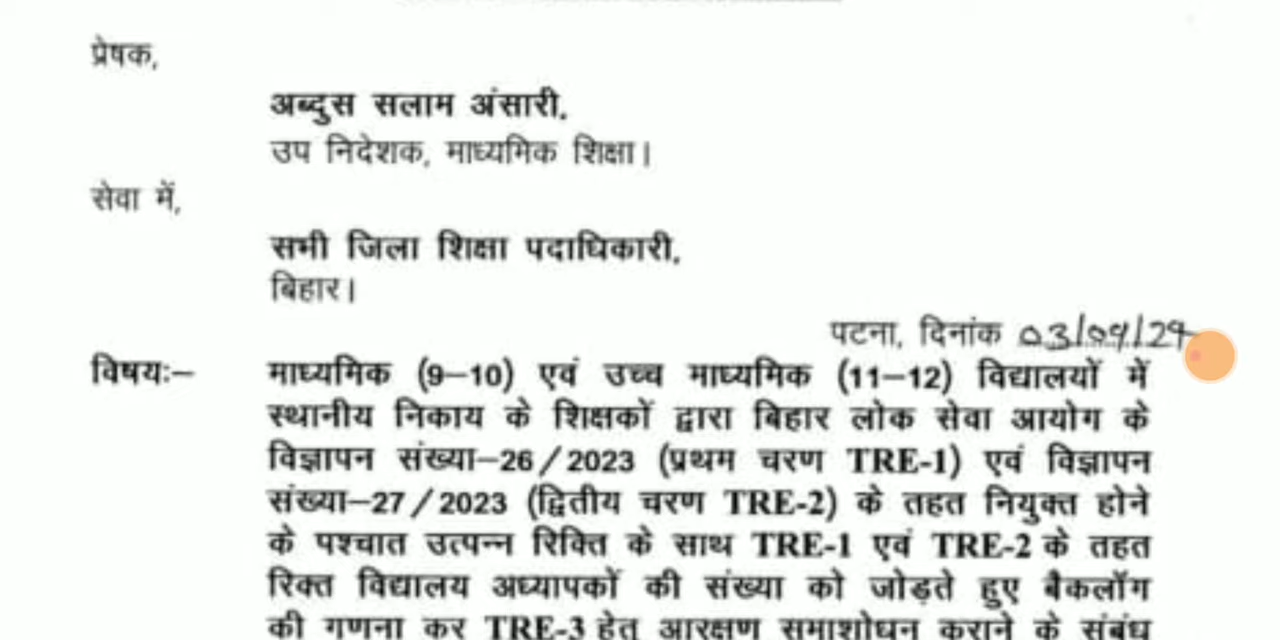 प्रेषक,
अब्दुस सलाम अंसारी,
उप निदेशक, माध्यमिक शिक्षा।
सेवा में,
सभी जिला शिक्षा पदाधिकारी,
बिहार।
पटना, दिनांक 03/09/24
विषयः– माध्यमिक (9–10) एवं उच्च माध्यमिक (11–12) विद्यालयों में
स्थानीय निकाय के शिक्षकों द्वारा बिहार लोक सेवा आयोग के
विज्ञापन संख्या–26/2023 (प्रथम चरण TRE-1) एवं विज्ञापन
संख्या–27/2023 (द्वितीय चरण TRE-2) के तहत नियुक्त होने
के पश्चात उत्पन्न रिक्ति के साथ TRE-1 एवं TRE-2 के तहत
रिक्त विद्यालय अध्यापकों की संख्या को जोड़ते हुए बैकलॉग
की गणना कर TRE-3 हेतु आरक्षण समाशोधन कराने के संबंध